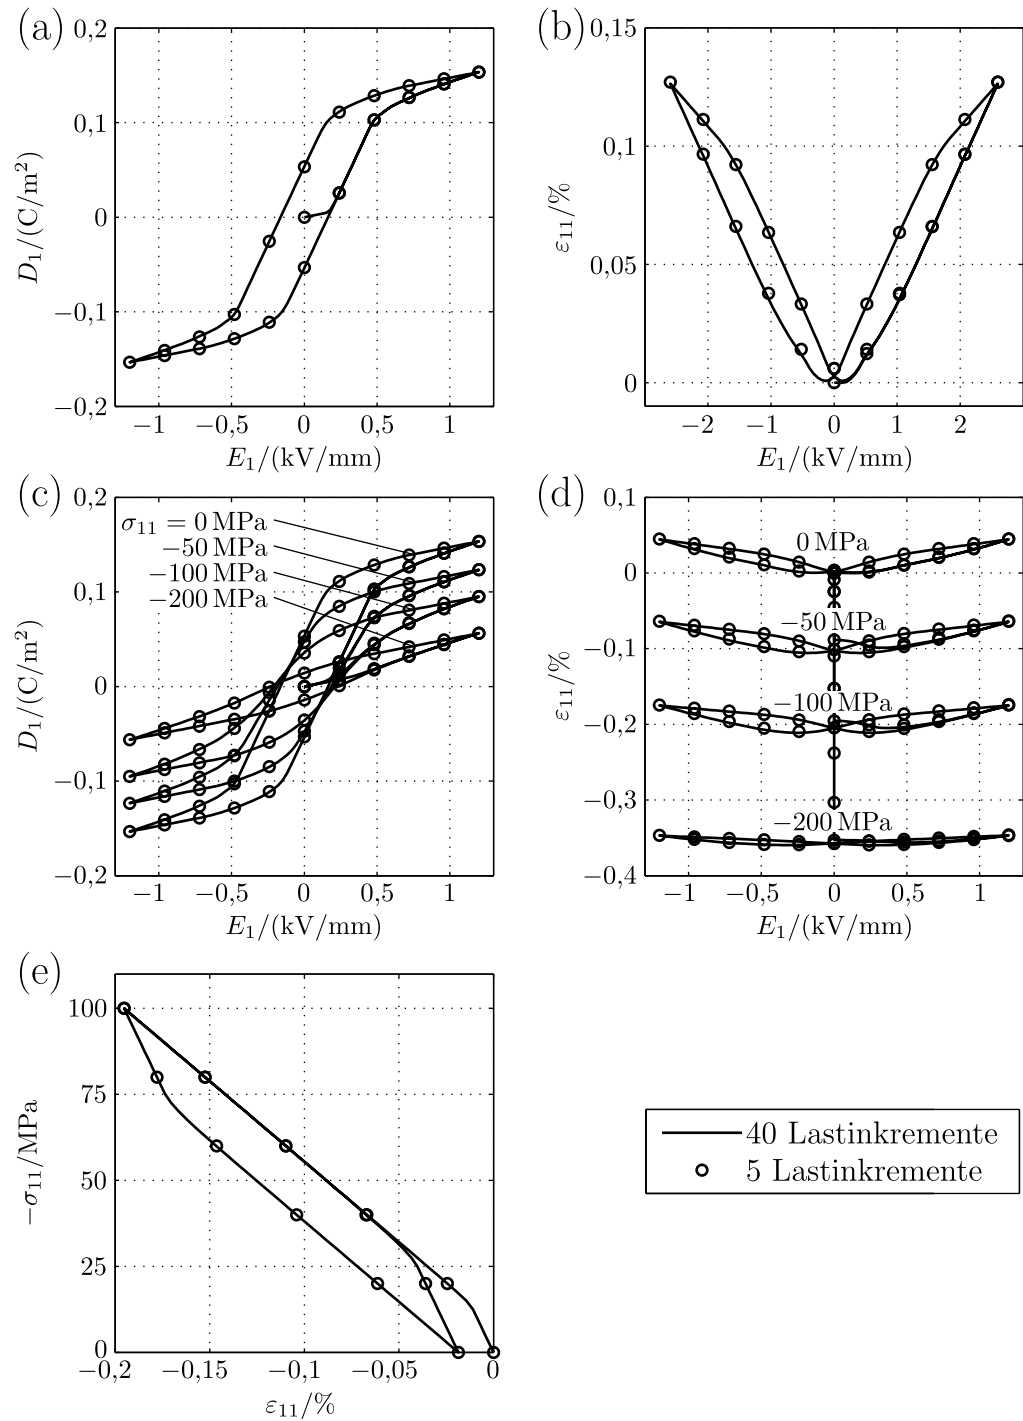 (a)
0,2
0,1
0
−0,1
−0,2
D₁/(C/m²)
−1 −0,5 0 0,5 1
E₁/(kV/mm)
(b)
0,15
0,1
0,05
0
ε₁₁/%
−2 −1 0 1 2
E₁/(kV/mm)
(c)
0,2
0,1
0
−0,1
−0,2
D₁/(C/m²)
σ₁₁ = 0 MPa
−50 MPa
−100 MPa
−200 MPa
−1 −0,5 0 0,5 1
E₁/(kV/mm)
(d)
0,1
0
−0,1
−0,2
−0,3
−0,4
ε₁₁/%
0 MPa
−50 MPa
−100 MPa
−200 MPa
−1 −0,5 0 0,5 1
E₁/(kV/mm)
(e)
100
75
50
25
0
−σ₁₁/MPa
−0,2 −0,15 −0,1 −0,05 0
ε₁₁/%
40 Lastinkremente
5 Lastinkremente